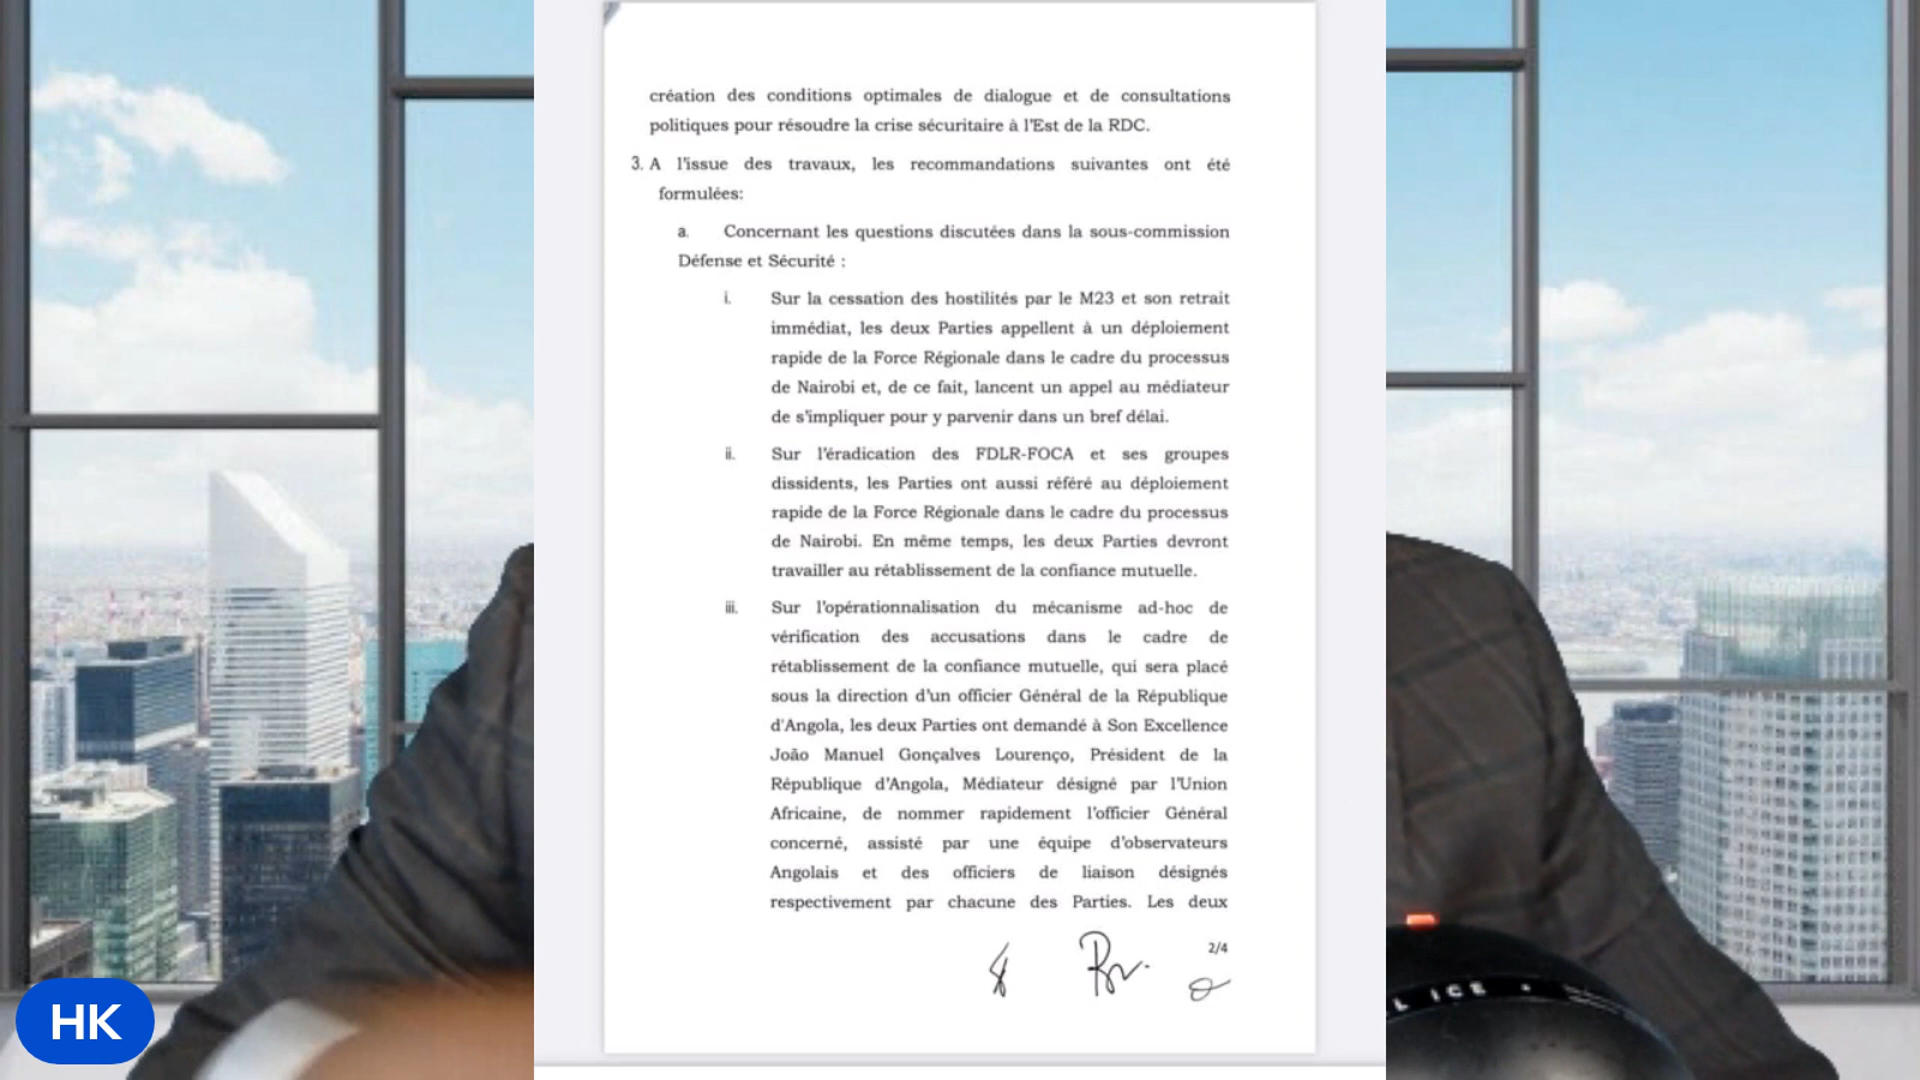 création des conditions optimales de dialogue et de consultations
politiques pour résoudre la crise sécuritaire à l'Est de la RDC.
3. A l'issue des travaux, les recommandations suivantes ont été
formulées:
a. Concernant les questions discutées dans la sous-commission
Défense et Sécurité :
i. Sur la cessation des hostilités par le M23 et son retrait
immédiat, les deux Parties appellent à un déploiement
rapide de la Force Régionale dans le cadre du processus
de Nairobi et, de ce fait, lancent un appel au médiateur
de s'impliquer pour y parvenir dans un bref délai.
ii. Sur l'éradication des FDLR-FOCA et ses groupes
dissidents, les Parties ont aussi référé au déploiement
rapide de la Force Régionale dans le cadre du processus
de Nairobi. En même temps, les deux Parties devront
travailler au rétablissement de la confiance mutuelle.
iii. Sur l'opérationnalisation du mécanisme ad-hoc de
vérification des accusations dans le cadre de
rétablissement de la confiance mutuelle, qui sera placé
sous la direction d'un officier Général de la République
d'Angola, les deux Parties ont demandé à Son Excellence
João Manuel Gonçalves Lourenço, Président de la
République d'Angola, Médiateur désigné par l'Union
Africaine, de nommer rapidement l'officier Général
concerné, assisté par une équipe d'observateurs
Angolais et des officiers de liaison désignés
respectivement par chacune des Parties. Les deux
2/4
HK
L ICE